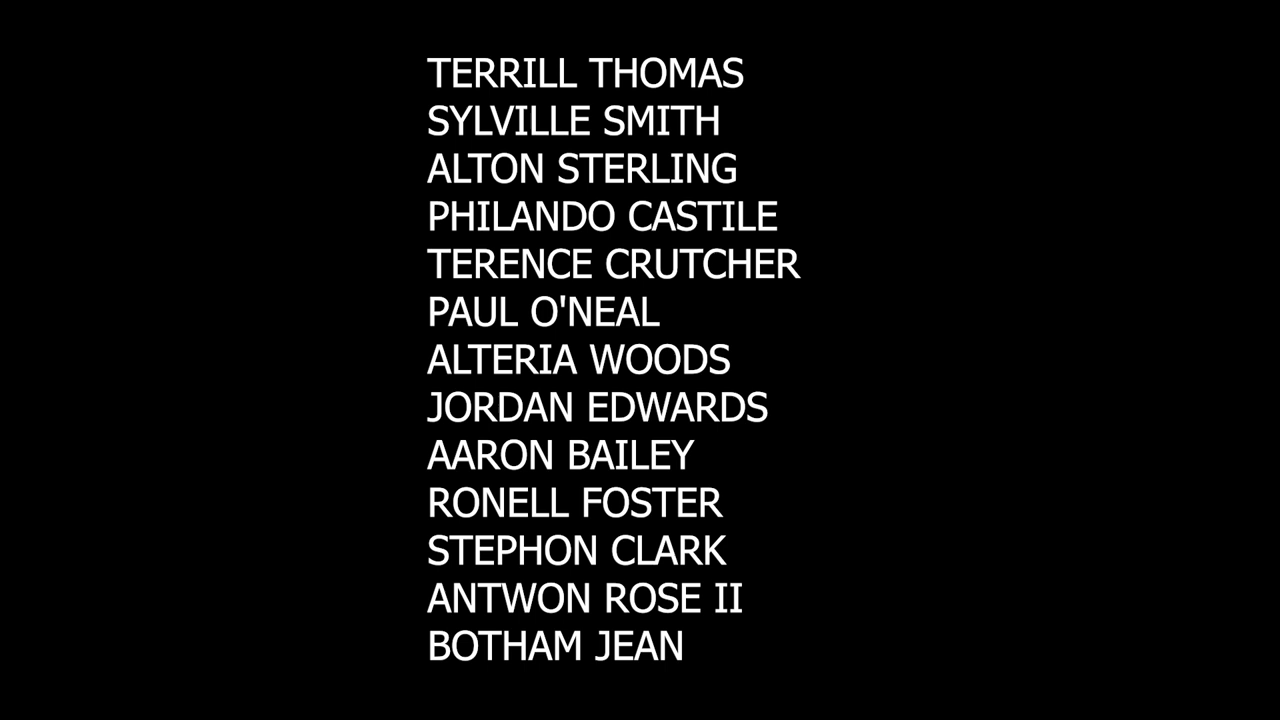 TERRILL THOMAS
SYLVILLE SMITH
ALTON STERLING
PHILANDO CASTILE
TERENCE CRUTCHER
PAUL O'NEAL
ALTERIA WOODS
JORDAN EDWARDS
AARON BAILEY
RONELL FOSTER
STEPHON CLARK
ANTWON ROSE II
BOTHAM JEAN